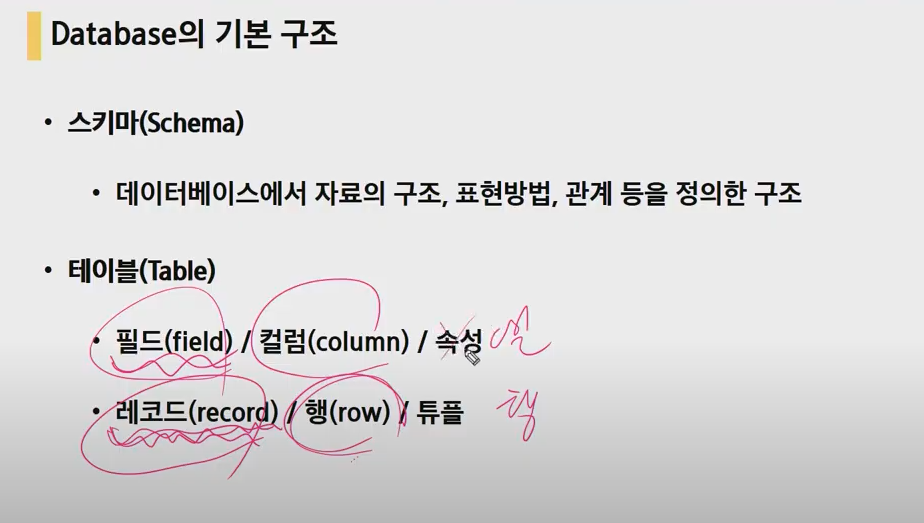 Database의 기본 구조
• 스키마(Schema)
• 데이터베이스에서 자료의 구조, 표현방법, 관계 등을 정의한 구조
• 테이블(Table)
• 필드(field) / 컬럼(column) / 속성 열
• 레코드(record) / 행(row) / 튜플 행